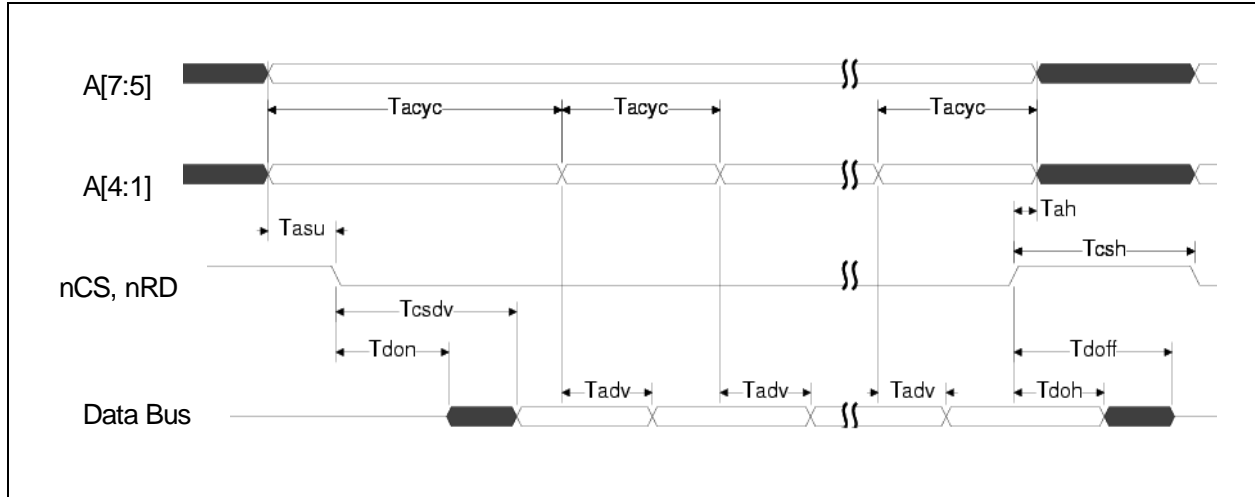 A[7:5]
Tacyc Tacyc Tacyc
A[4:1]
Tasu Tah
Tcsh
nCS, nRD
Tcsdv
Tdon Tdoff
Tadv Tadv Tadv Tdoh
Data Bus